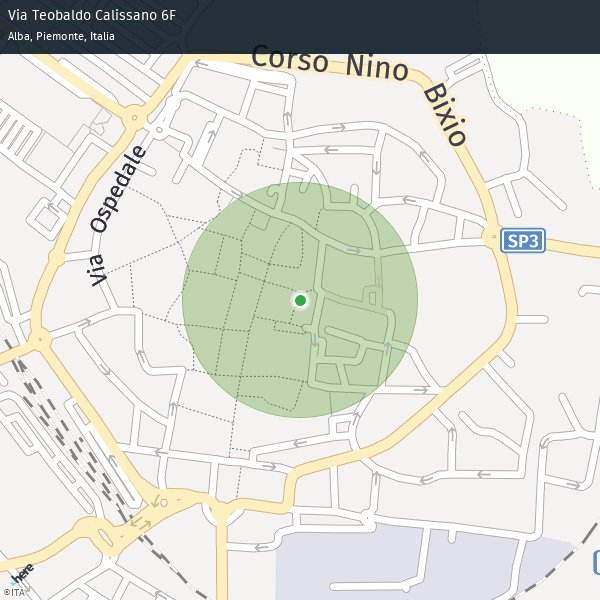 Via Teobaldo Calissano 6F
Alba, Piemonte, Italia
Corso Nino
Bixio
Via Ospedale
SP3
here
©ITA